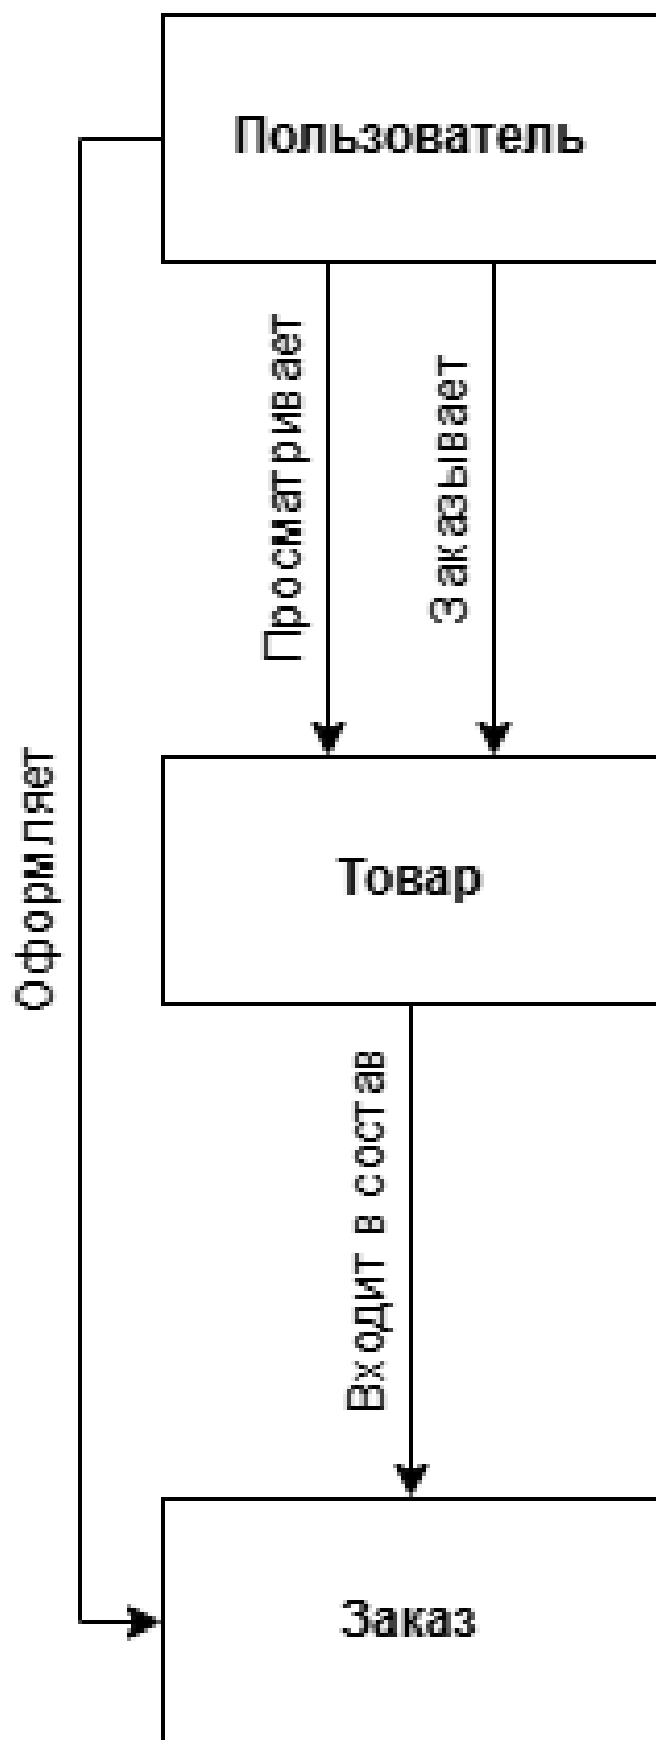 Пользователь
Просматривает
Заказывает
Оформляет
Товар
Входит в состав
Заказ